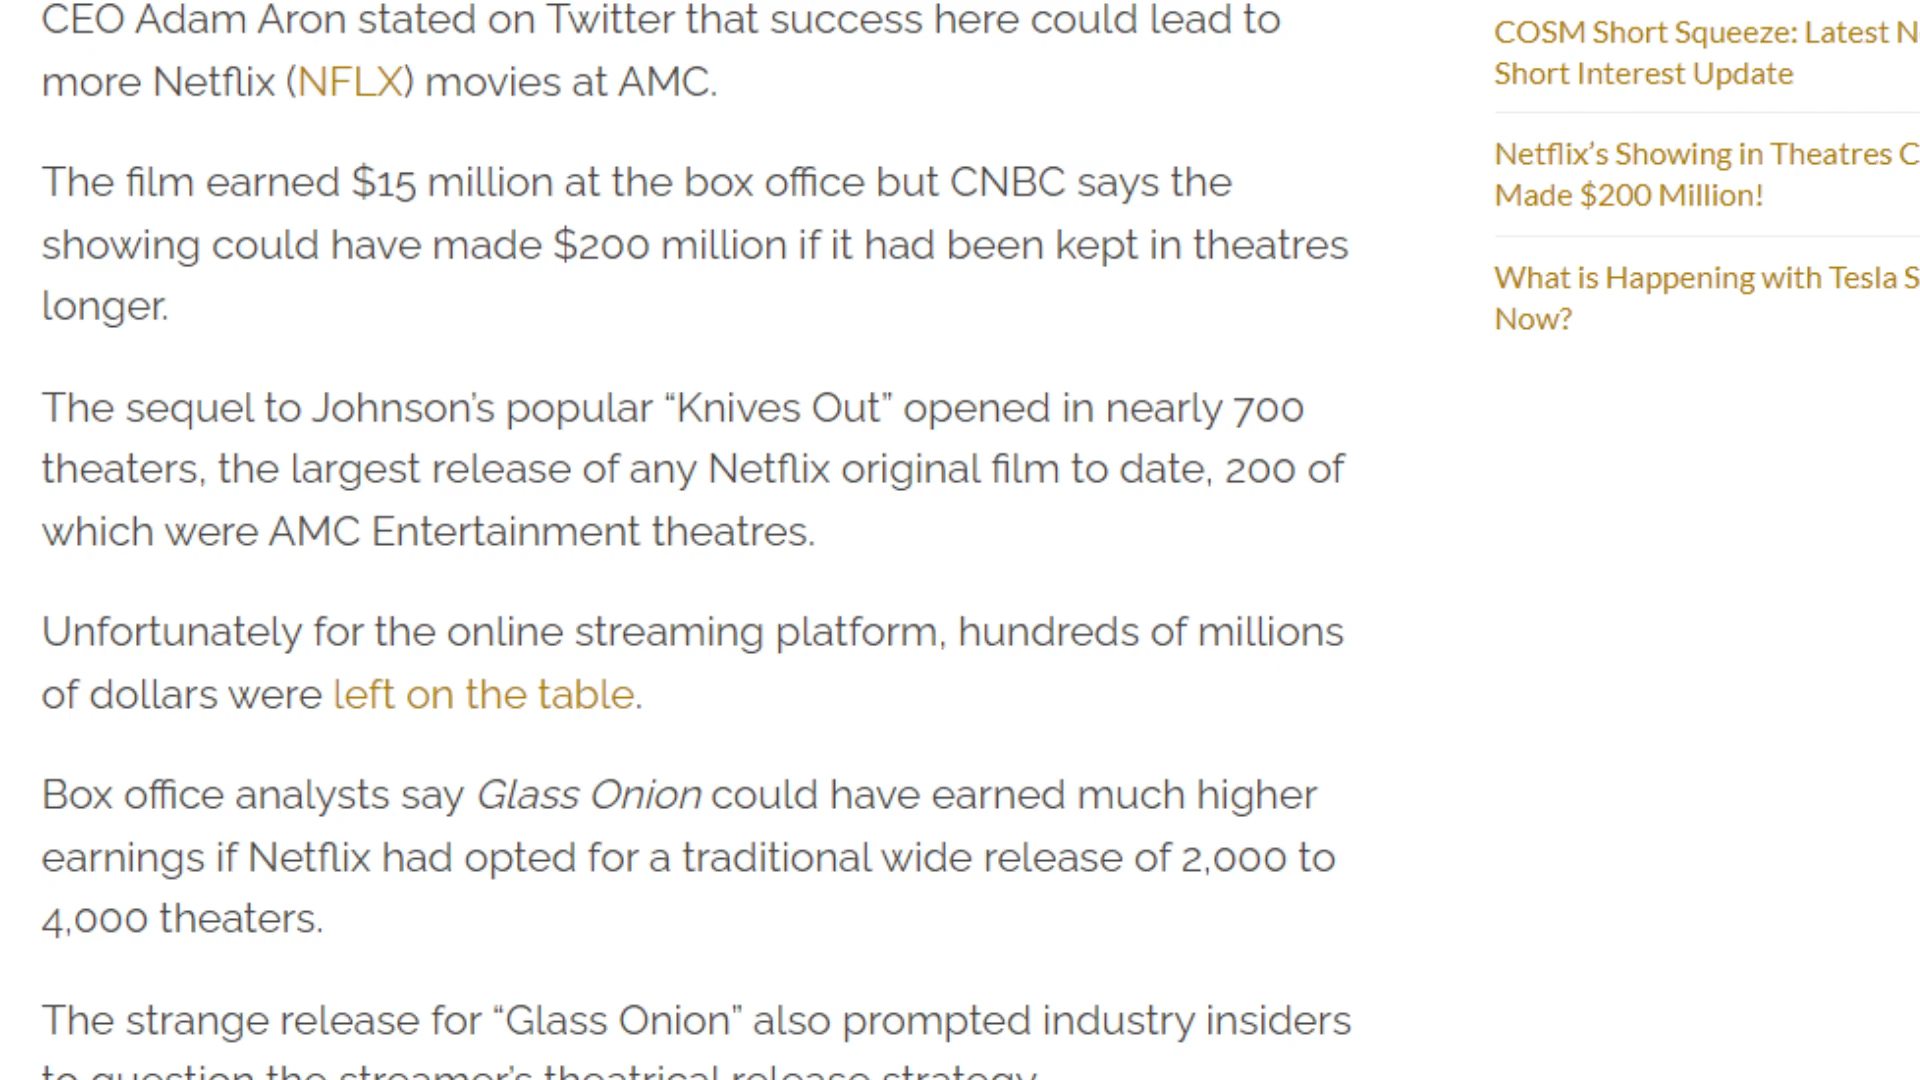 CEO Adam Aron stated on Twitter that success here could lead to
more Netflix (NFLX) movies at AMC.
The film earned $15 million at the box office but CNBC says the
showing could have made $200 million if it had been kept in theatres
longer.
The sequel to Johnson’s popular “Knives Out” opened in nearly 700
theaters, the largest release of any Netflix original film to date, 200 of
which were AMC Entertainment theatres.
Unfortunately for the online streaming platform, hundreds of millions
of dollars were left on the table.
Box office analysts say Glass Onion could have earned much higher
earnings if Netflix had opted for a traditional wide release of 2,000 to
4,000 theaters.
The strange release for “Glass Onion” also prompted industry insiders
to question the streamer’s theatrical release strategy.
COSM Short Squeeze: Latest N
Short Interest Update
Netflix’s Showing in Theatres C
Made $200 Million!
What is Happening with Tesla S
Now?